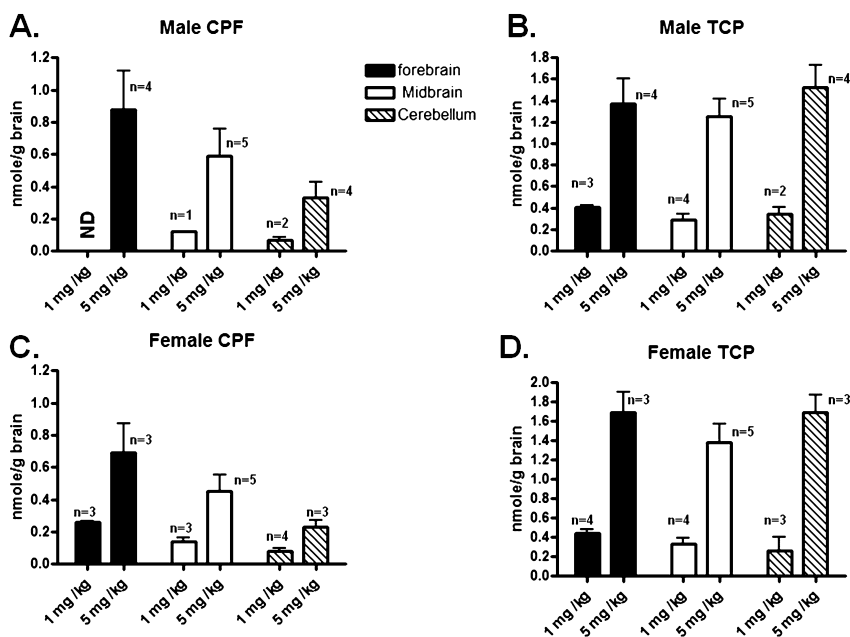 A.
Male CPF
nmole/g brain
1.2
1.0
0.8
0.6
0.4
0.2
0.0
ND
n=4
n=1
n=5
n=2
n=4
1 mg /kg
5 mg /kg
1 mg /kg
5 mg /kg
1 mg /kg
5 mg /kg
forebrain
Midbrain
Cerebellum
B.
Male TCP
nmole/g brain
1.8
1.6
1.4
1.2
1.0
0.8
0.6
0.4
0.2
0.0
n=3
n=4
n=4
n=5
n=2
n=4
1 mg /kg
5 mg /kg
1 mg /kg
5 mg /kg
1 mg /kg
5 mg /kg
C.
Female CPF
nmole/g brain
1.2
1.0
0.8
0.6
0.4
0.2
0.0
n=3
n=3
n=3
n=5
n=4
n=3
1 mg /kg
5 mg /kg
1 mg /kg
5 mg /kg
1 mg /kg
5 mg /kg
D.
Female TCP
nmole/g brain
2.0
1.8
1.6
1.4
1.2
1.0
0.8
0.6
0.4
0.2
0.0
n=4
n=3
n=4
n=5
n=3
n=3
1 mg /kg
5 mg /kg
1 mg /kg
5 mg /kg
1 mg /kg
5 mg /kg